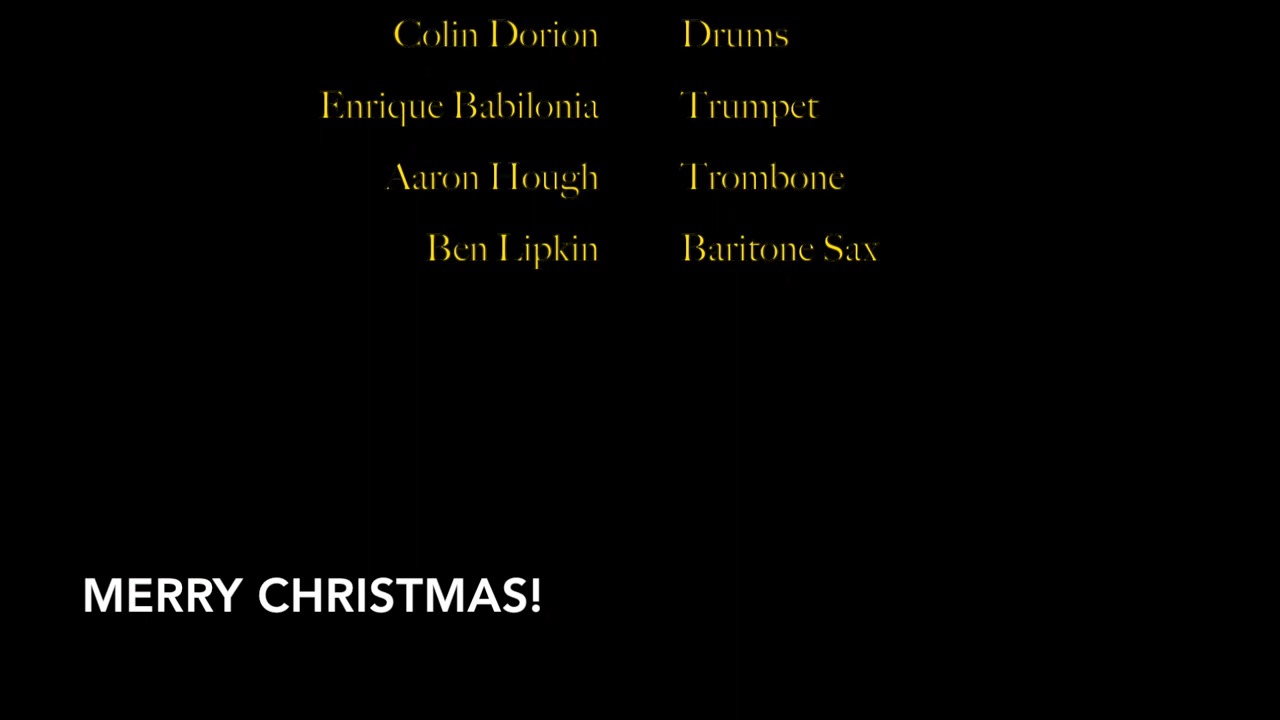 Colin Dorion Drums
Enrique Babilonia Trumpet
Aaron Hough Trombone
Ben Lipkin Baritone Sax
MERRY CHRISTMAS!